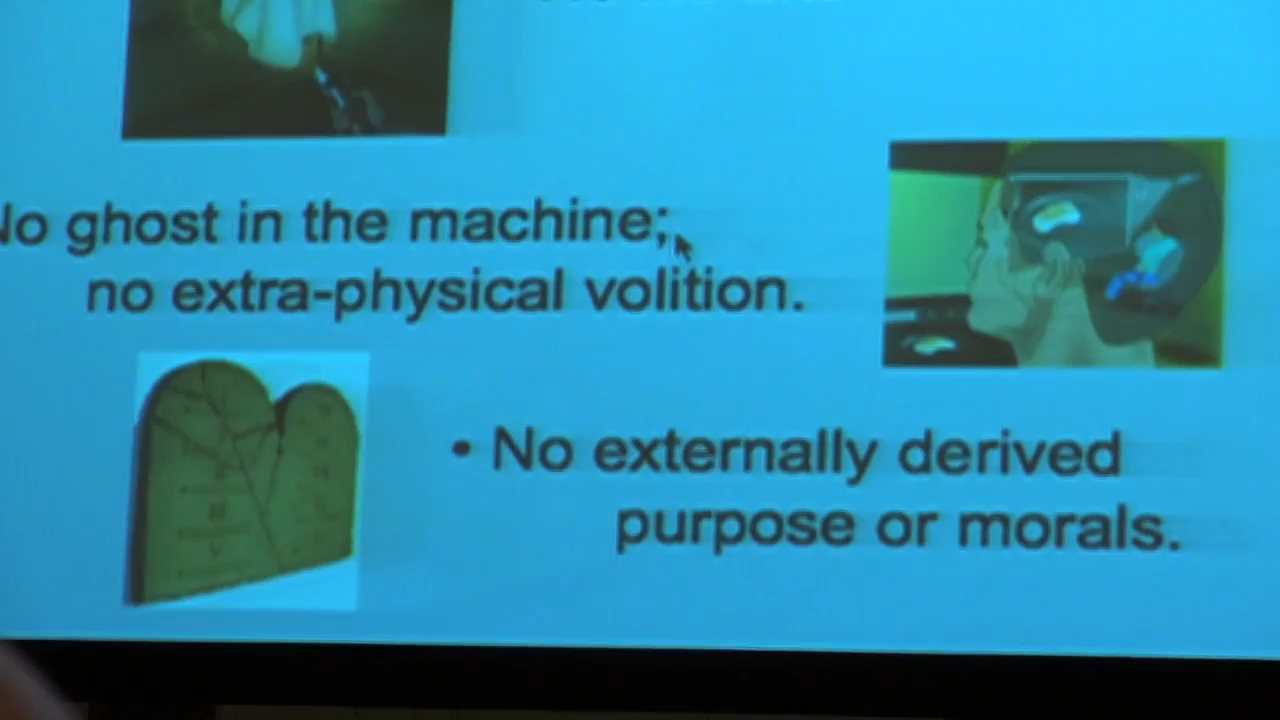 No ghost in the machine;
no extra-physical volition.
• No externally derived
purpose or morals.